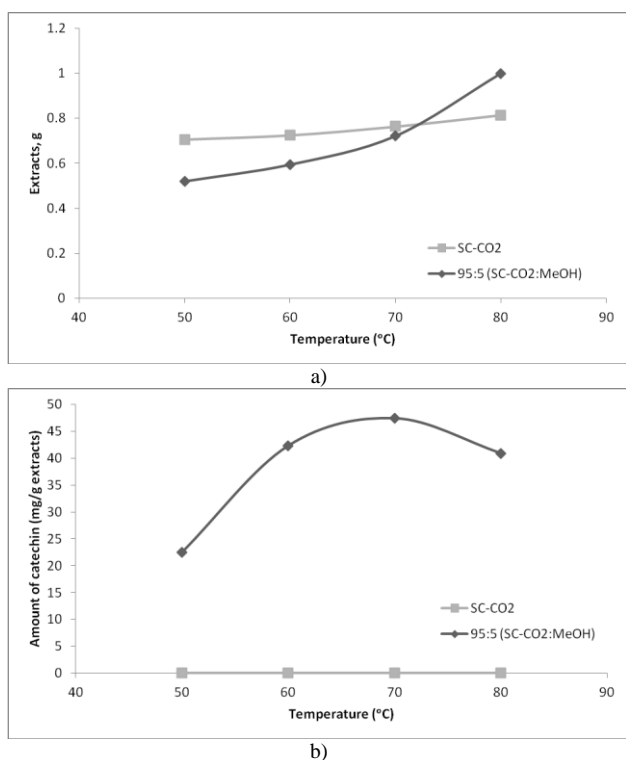 1.2
1
0.8
0.6
0.4
0.2
0
Extracts, g
SC-CO2
95:5 (SC-CO2:MeOH)
40 50 60 70 80 90
Temperature (°C)
a)
50
45
40
35
30
25
20
15
10
5
0
Amount of catechin (mg/g extracts)
SC-CO2
95:5 (SC-CO2:MeOH)
40 50 60 70 80 90
Temperature (°C)
b)